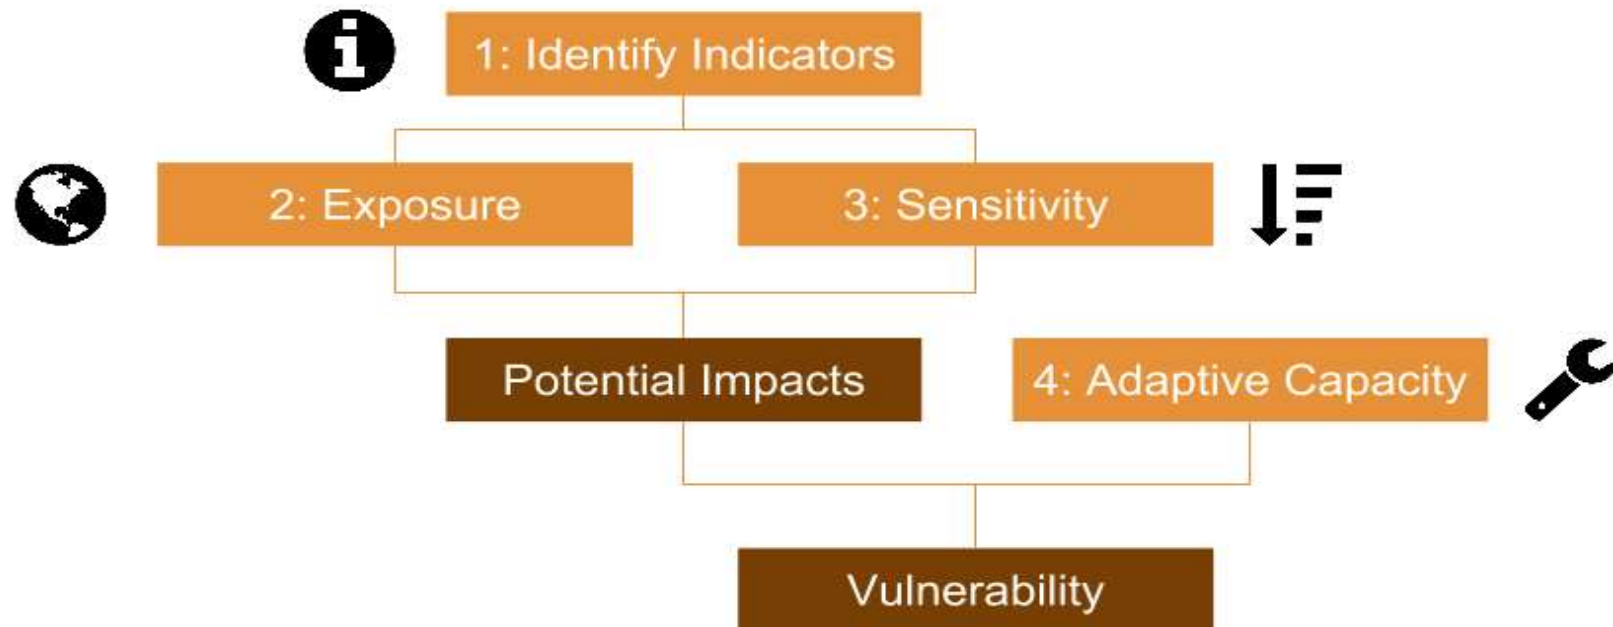 1: Identify Indicators
2: Exposure
3: Sensitivity
Potential Impacts
4: Adaptive Capacity
Vulnerability